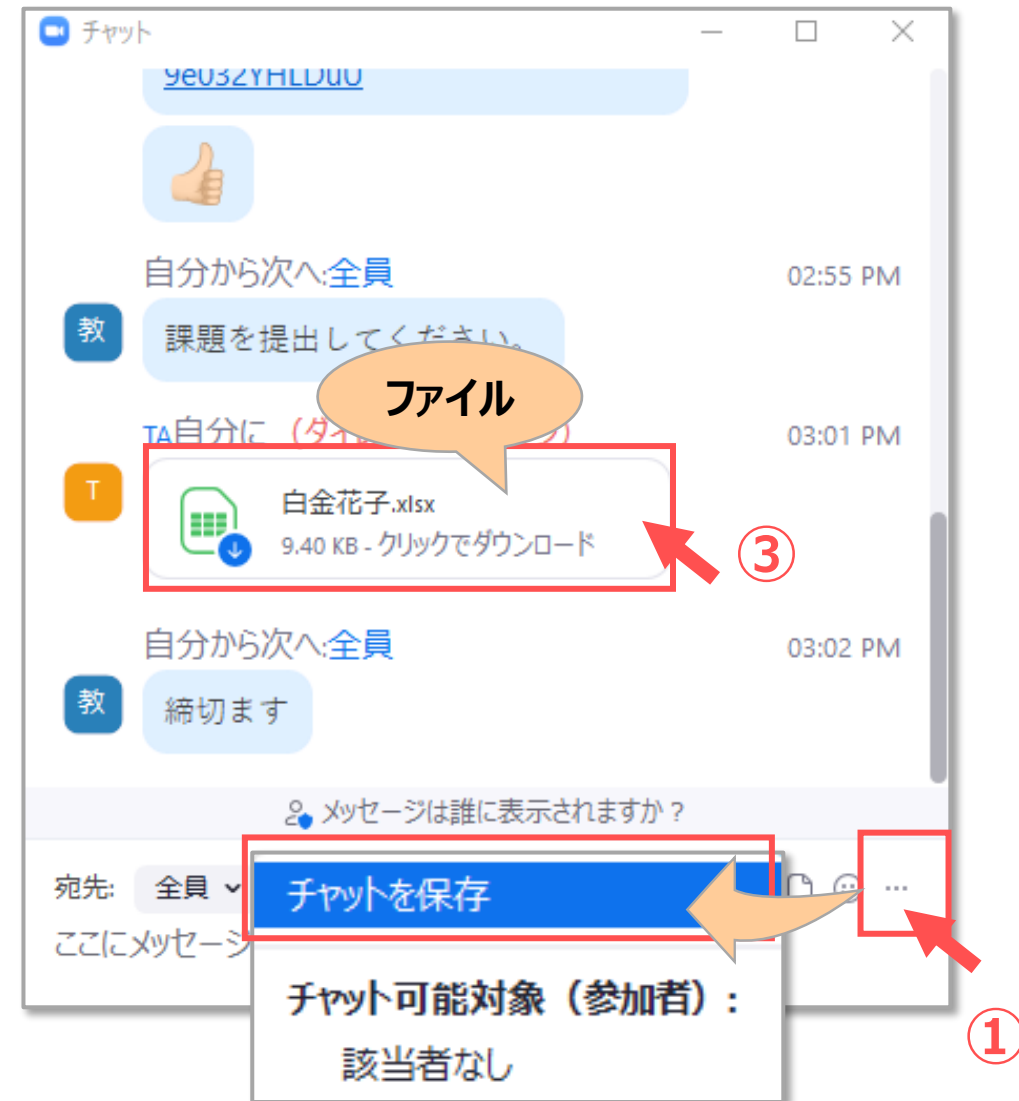 チャット
9e032YHLDuU
自分から次へ:全員 02:55 PM
教
課題を提出してください。
ファイル
TA自分に（ダイ 03:01 PM
T
白金花子.xlsx
9.40 KB - クリックでダウンロード
③
自分から次へ:全員 03:02 PM
教
締切ます
メッセージは誰に表示されますか？
宛先: 全員
チャットを保存
ここにメッセージ
チャット可能対象（参加者）:
①
該当者なし